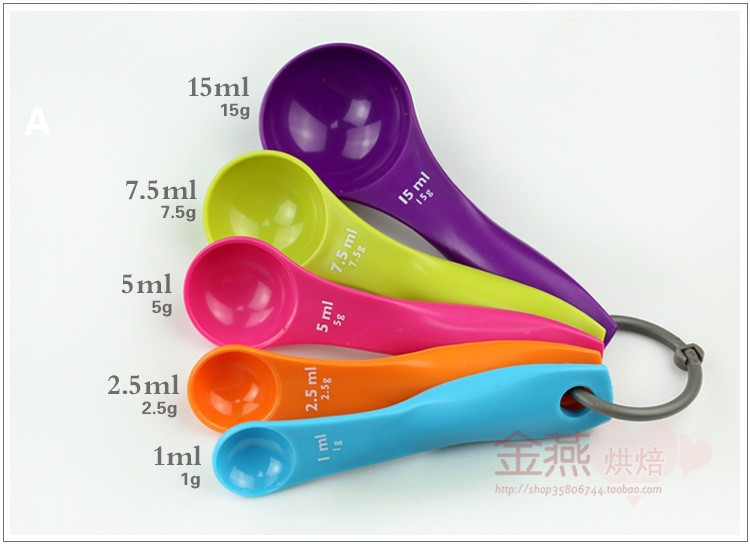 A
15ml
15g
7.5ml
7.5g
5ml
5g
2.5ml
2.5g
1ml
1g
15 ml
15g
7.5 ml
7.5g
5 ml
5g
2.5 ml
2.5g
1 ml
1g
金燕 烘焙
http://shop35806744.taobao.com